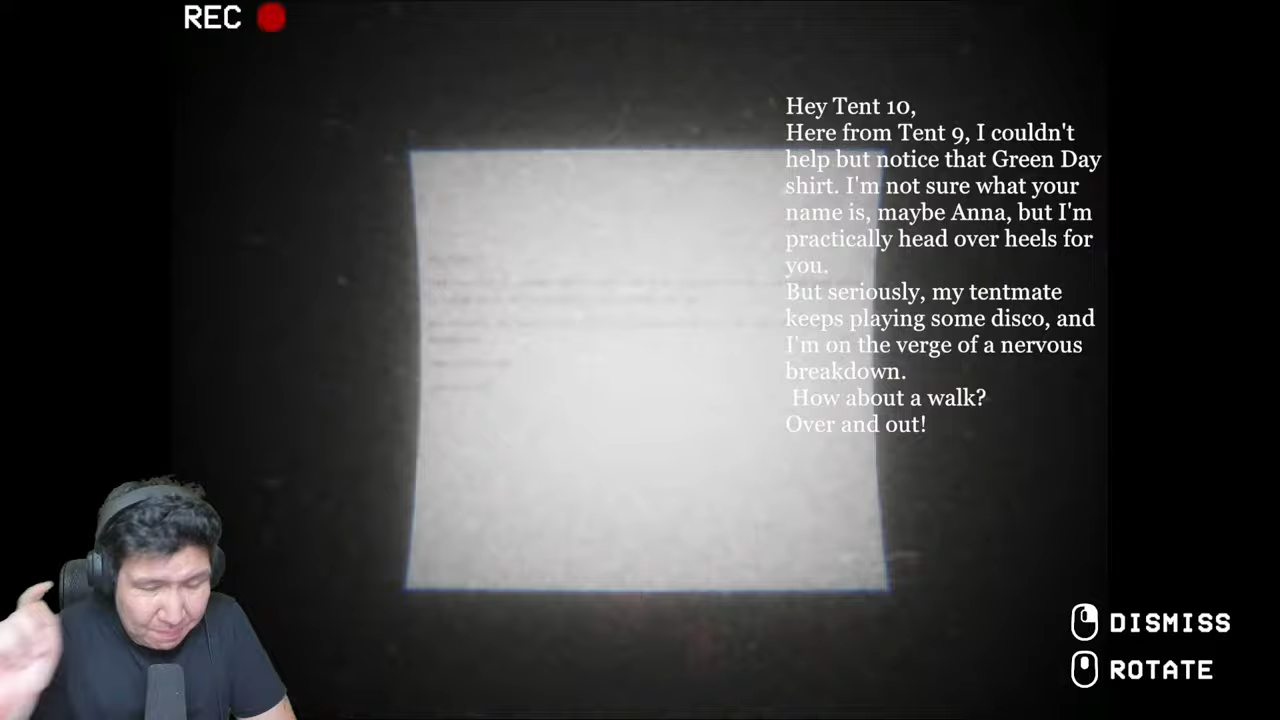 REC
Hey Tent 10,
Here from Tent 9, I couldn't
help but notice that Green Day
shirt. I'm not sure what your
name is, maybe Anna, but I'm
practically head over heels for
you.
But seriously, my tentmate
keeps playing some disco, and
I'm on the verge of a nervous
breakdown.
How about a walk?
Over and out!
DISMISS
ROTATE